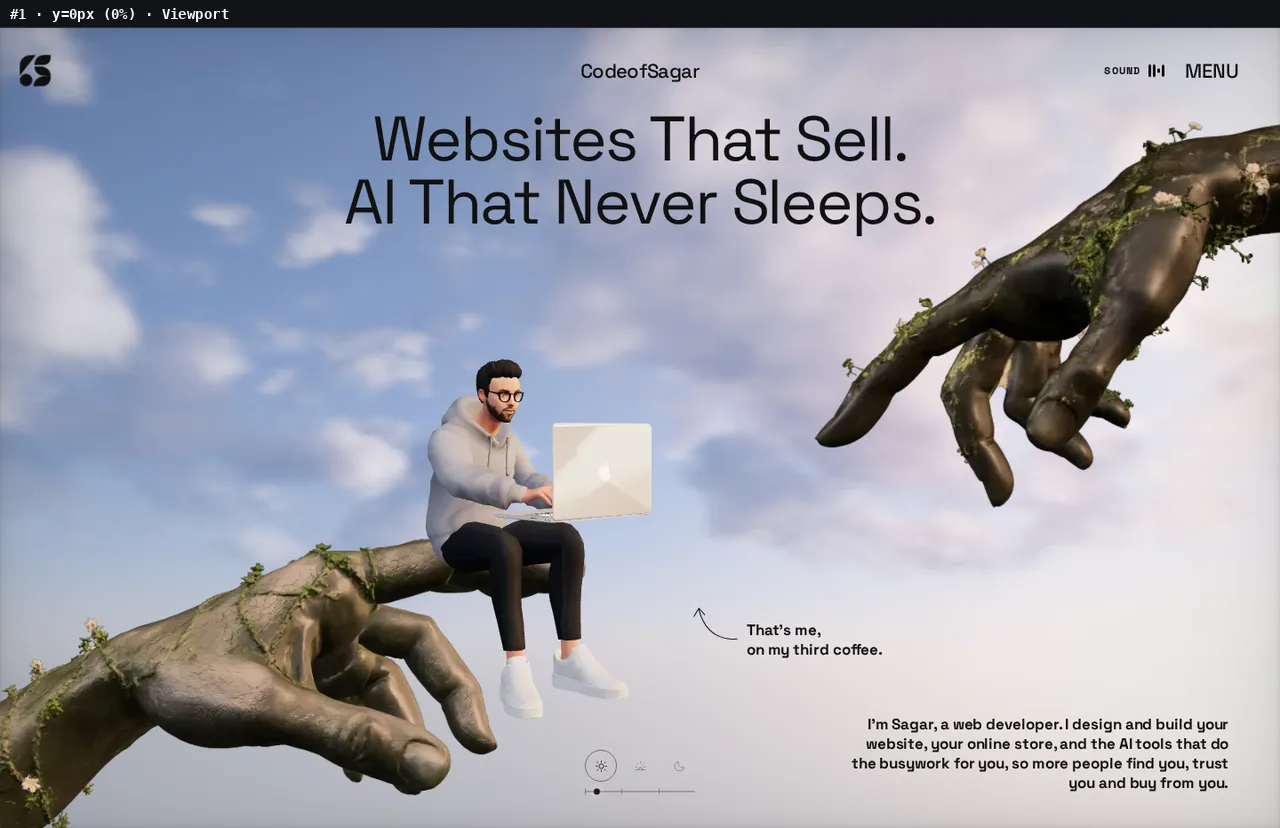 #1 · y=0px (0%) · Viewport
CodeofSagar
SOUND
MENU
Websites That Sell.
AI That Never Sleeps.
That's me,
on my third coffee.
I'm Sagar, a web developer. I design and build your
website, your online store, and the AI tools that do
the busywork for you, so more people find you, trust
you and buy from you.